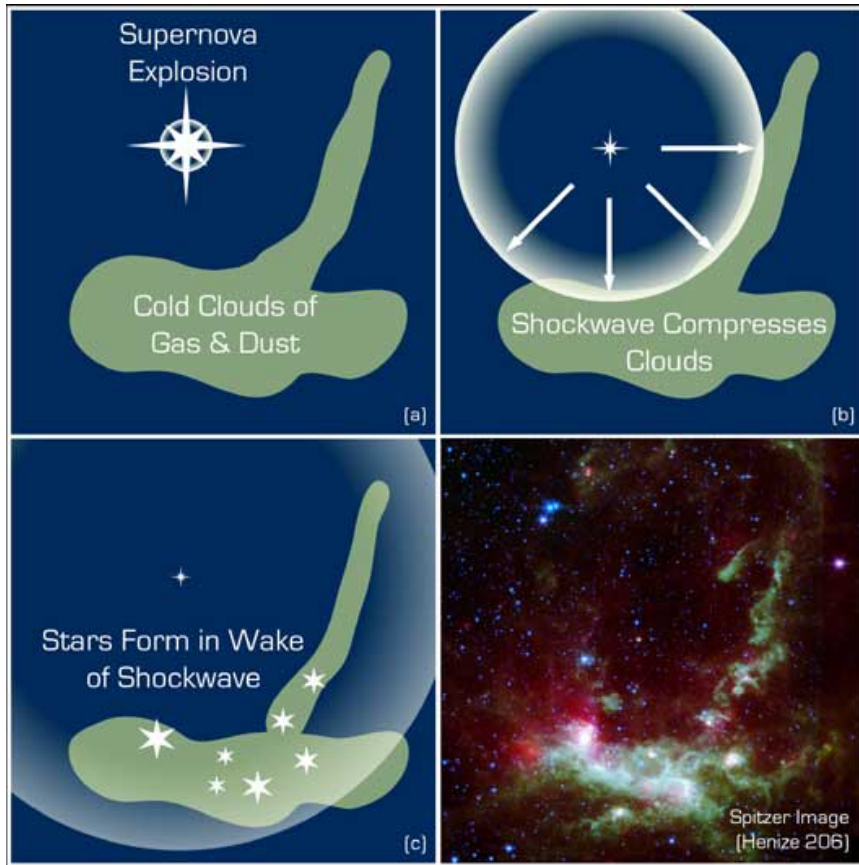 Supernova
Explosion
Cold Clouds of
Gas & Dust
(a)
Shockwave Compresses
Clouds
(b)
Stars Form in Wake
of Shockwave
(c)
Spitzer Image
(Henize 206)